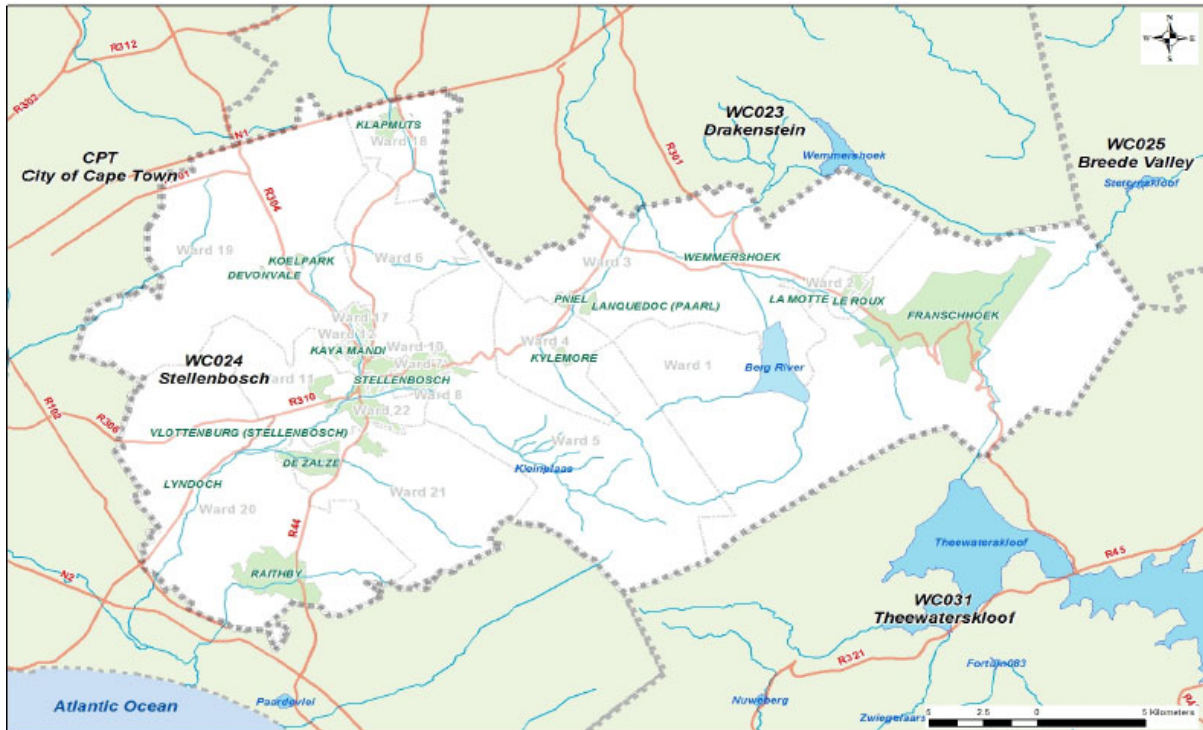 N
W E
S
R312
R302
N1
KLAPMUTS
Ward 18
WC023
Drakenstein
R301
Wemmershoek
WC025
Breede Valley
Stettynskloof
CPT
City of Cape Town
R304
Ward 19
KOELPARK
DEVONVALE
Ward 6
Ward 3
WEMMERSHOEK
Ward 2
LA MOTTE
LE ROUX
PNIEL
LANQUEDOC (PAARL)
FRANSCHHOEK
Ward 17
Ward 12
KAYA MANDI
Ward 10
Ward 7
Ward 4
KYLEMORE
Ward 1
Berg River
WC024
Stellenbosch
Ward 11
STELLENBOSCH
R310
Ward 8
Ward 22
R102
R306
VLOTTENBURG (STELLENBOSCH)
Ward 5
DE ZALZE
Kleinplaas
LYNDOCH
Ward 21
Ward 20
R44
Theewaterskloof
R45
N2
RAITHBY
WC031
Theewaterskloof
R321
Fortuin083
Atlantic Ocean
Paardevlei
Nuweberg
Zwiegelaars
5 2.5 0 5 Kilometers